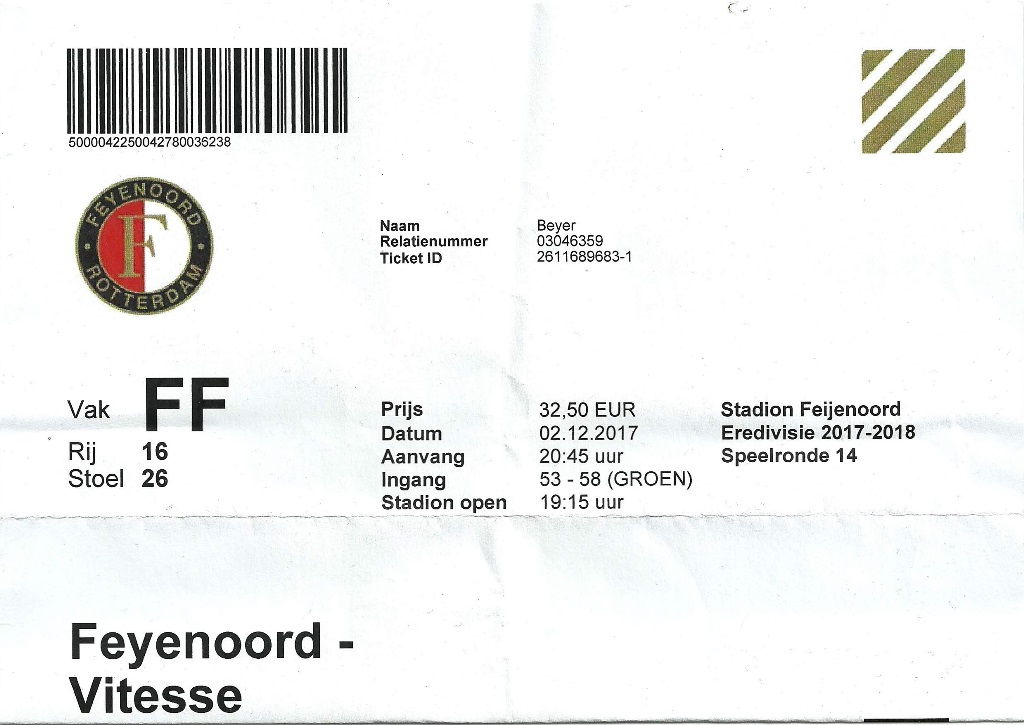 5000042250042780036238
FEYENOORD
ROTTERDAM
F
Naam Beyer
Relatienummer 03046359
Ticket ID 2611689683-1
Vak FF
Rij 16
Stoel 26
Prijs 32,50 EUR
Datum 02.12.2017
Aanvang 20:45 uur
Ingang 53 - 58 (GROEN)
Stadion open 19:15 uur
Stadion Feijenoord
Eredivisie 2017-2018
Speelronde 14
Feyenoord -
Vitesse